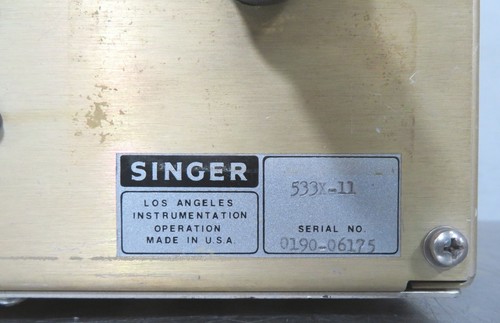 SINGER
LOS ANGELES
INSTRUMENTATION
OPERATION
MADE IN U.S.A.
533X-11
SERIAL NO.
0190-06175